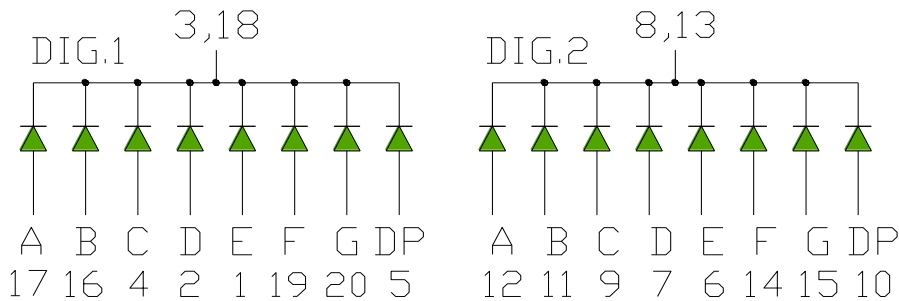 3,18
DIG.1
A B C D E F G DP
17 16 4 2 1 19 20 5
8,13
DIG.2
A B C D E F G DP
12 11 9 7 6 14 15 10